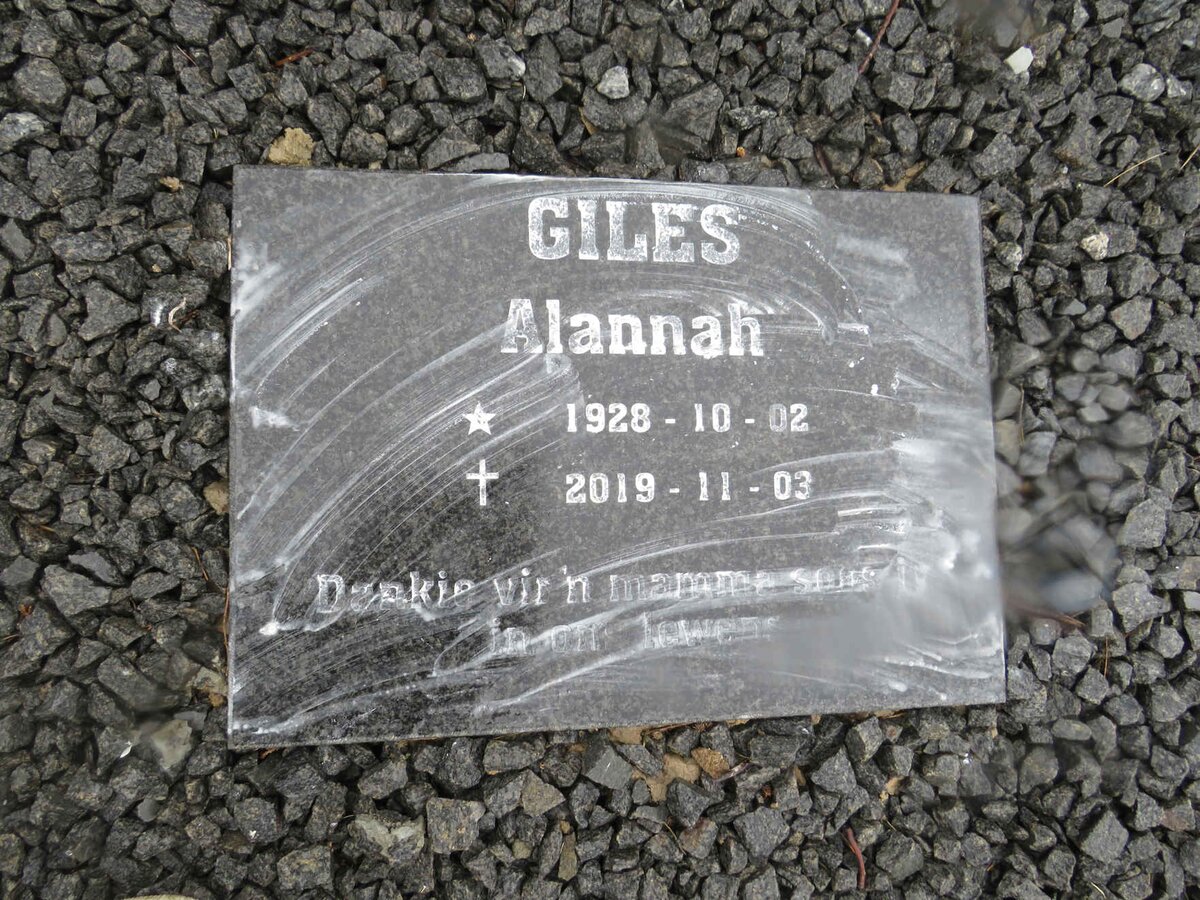 GILES
Alannah
1928 - 10 - 02
2019 - 11 - 03
Dankie vir 'n mamma soos
in ons lewens